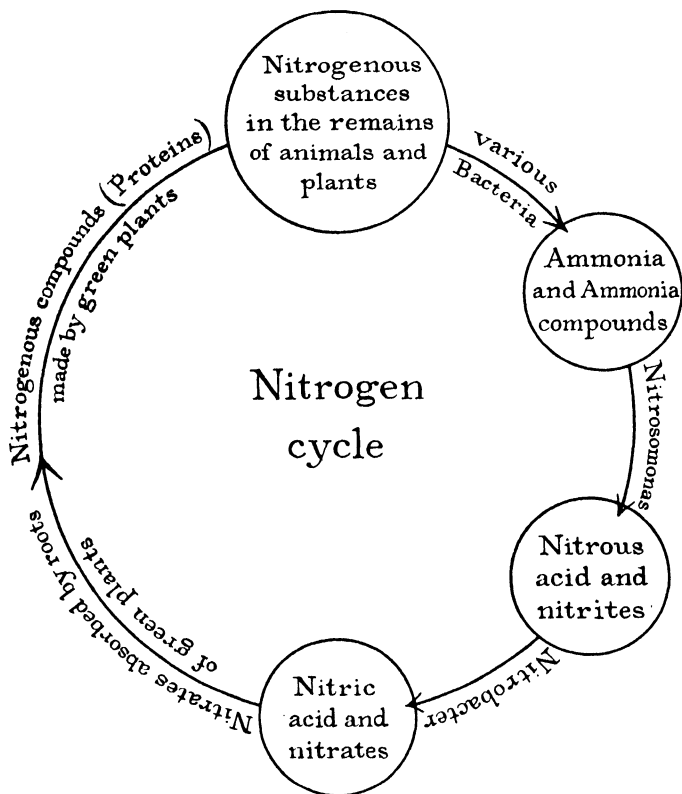 Nitrogenous
substances
in the remains
of animals and
plants
various
Bacteria
Ammonia
and Ammonia
compounds
Nitrosomonas
Nitrous
acid and
nitrites
Nitrobacter
Nitric
acid and
nitrates
Nitrates absorbed by roots
of green plants
Nitrogenous compounds (Proteins)
made by green plants
Nitrogen
cycle